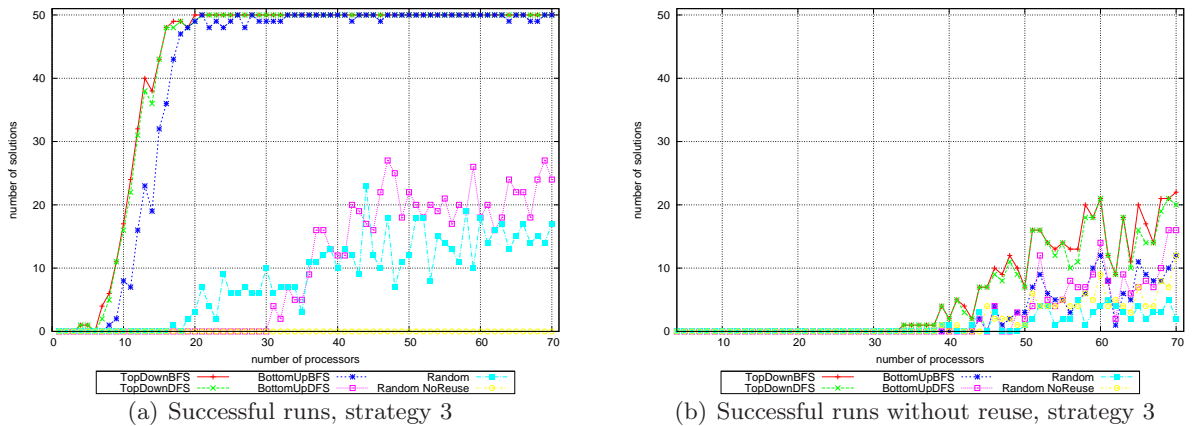 50
40
30
20
10
0
number of solutions
0 10 20 30 40 50 60 70
number of processors
TopDownBFS BottomUpBFS Random
TopDownDFS BottomUpDFS Random NoReuse
(a) Successful runs, strategy 3
50
40
30
20
10
0
number of solutions
10 20 30 40 50 60 70
number of processors
TopDownBFS BottomUpBFS Random
TopDownDFS BottomUpDFS Random NoReuse
(b) Successful runs without reuse, strategy 3